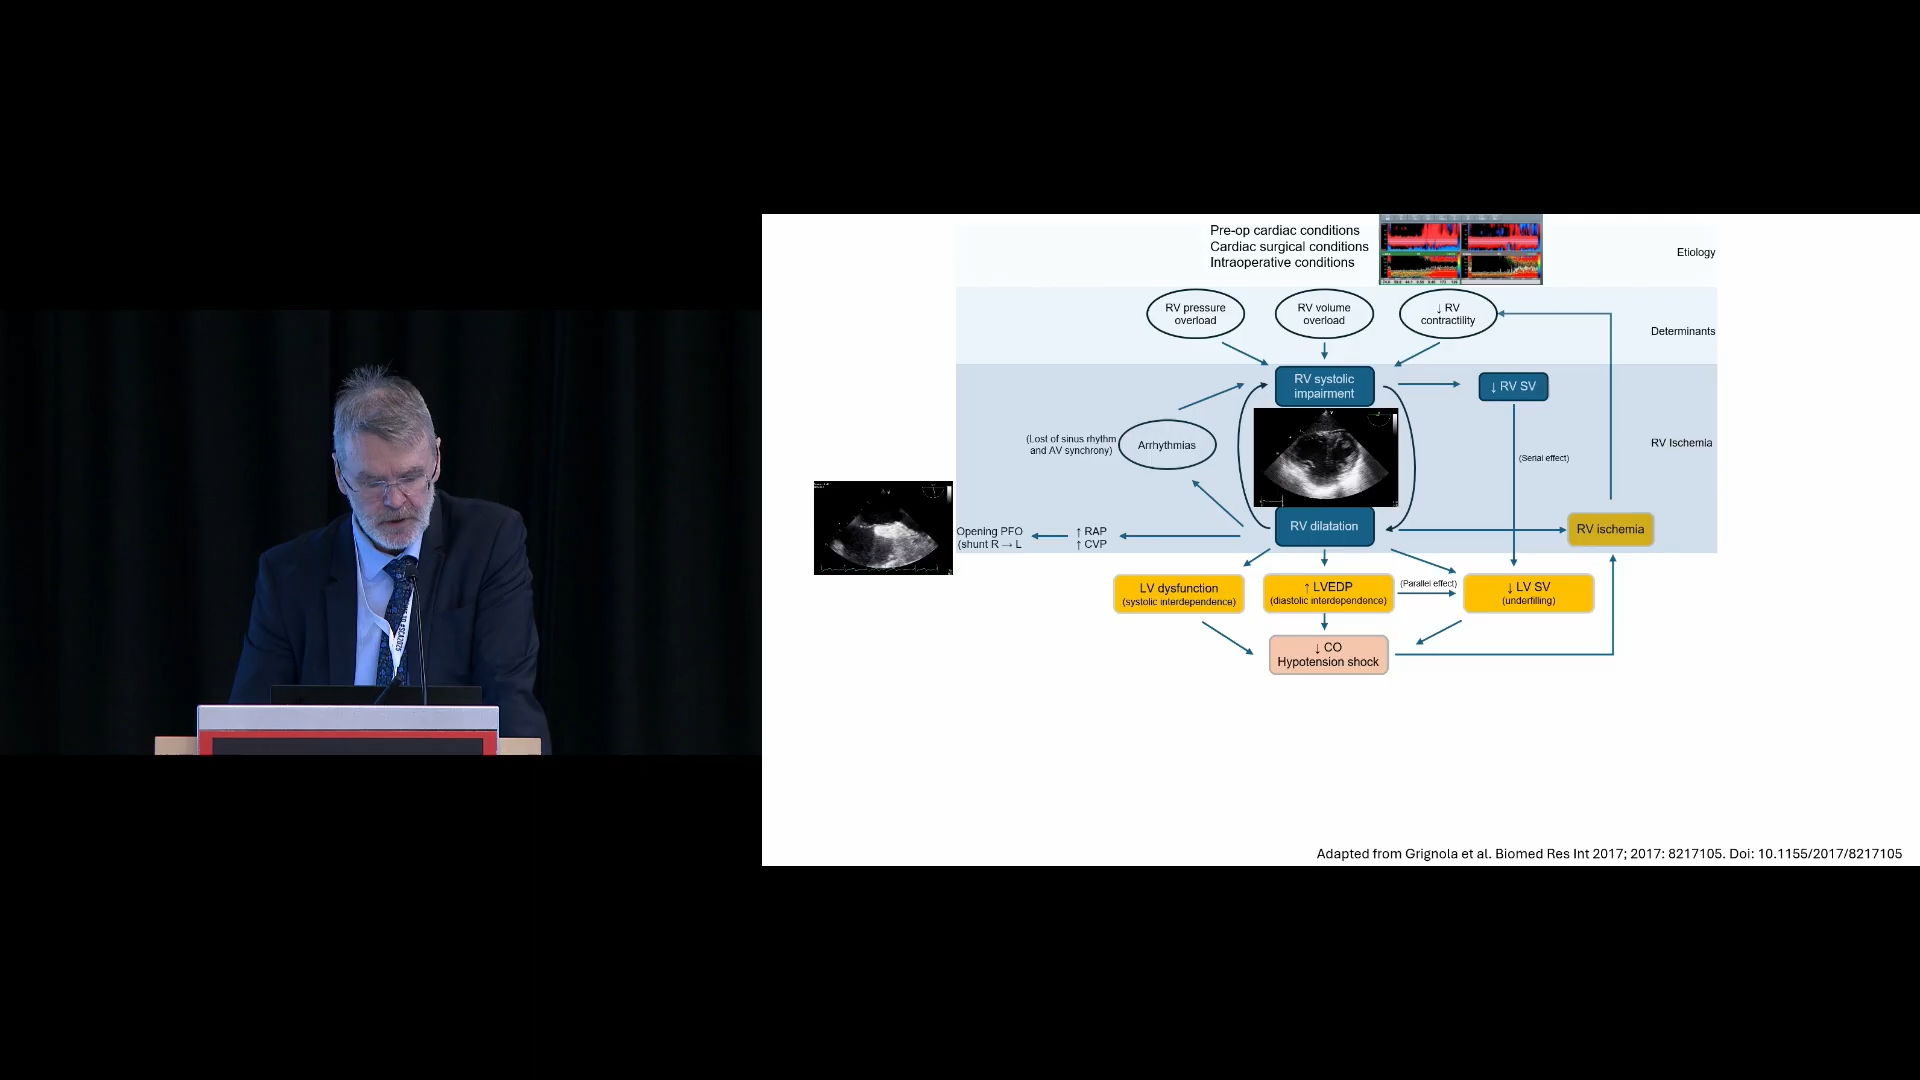 Pre-op cardiac conditions
Cardiac surgical conditions
Intraoperative conditions
Etiology
RV pressure
overload
RV volume
overload
↓ RV
contractility
Determinants
RV systolic
impairment
↓ RV SV
(Lost of sinus rhythm
and AV synchrony)
Arrhythmias
RV Ischemia
(Serial effect)
Opening PFO
(shunt R → L
↑ RAP
↑ CVP
RV dilatation
RV ischemia
LV dysfunction
(systolic interdependence)
↑ LVEDP
(diastolic interdependence)
(Parallel effect)
↓ LV SV
(underfilling)
↓ CO
Hypotension shock
Adapted from Grignola et al. Biomed Res Int 2017; 2017: 8217105. Doi: 10.1155/2017/8217105